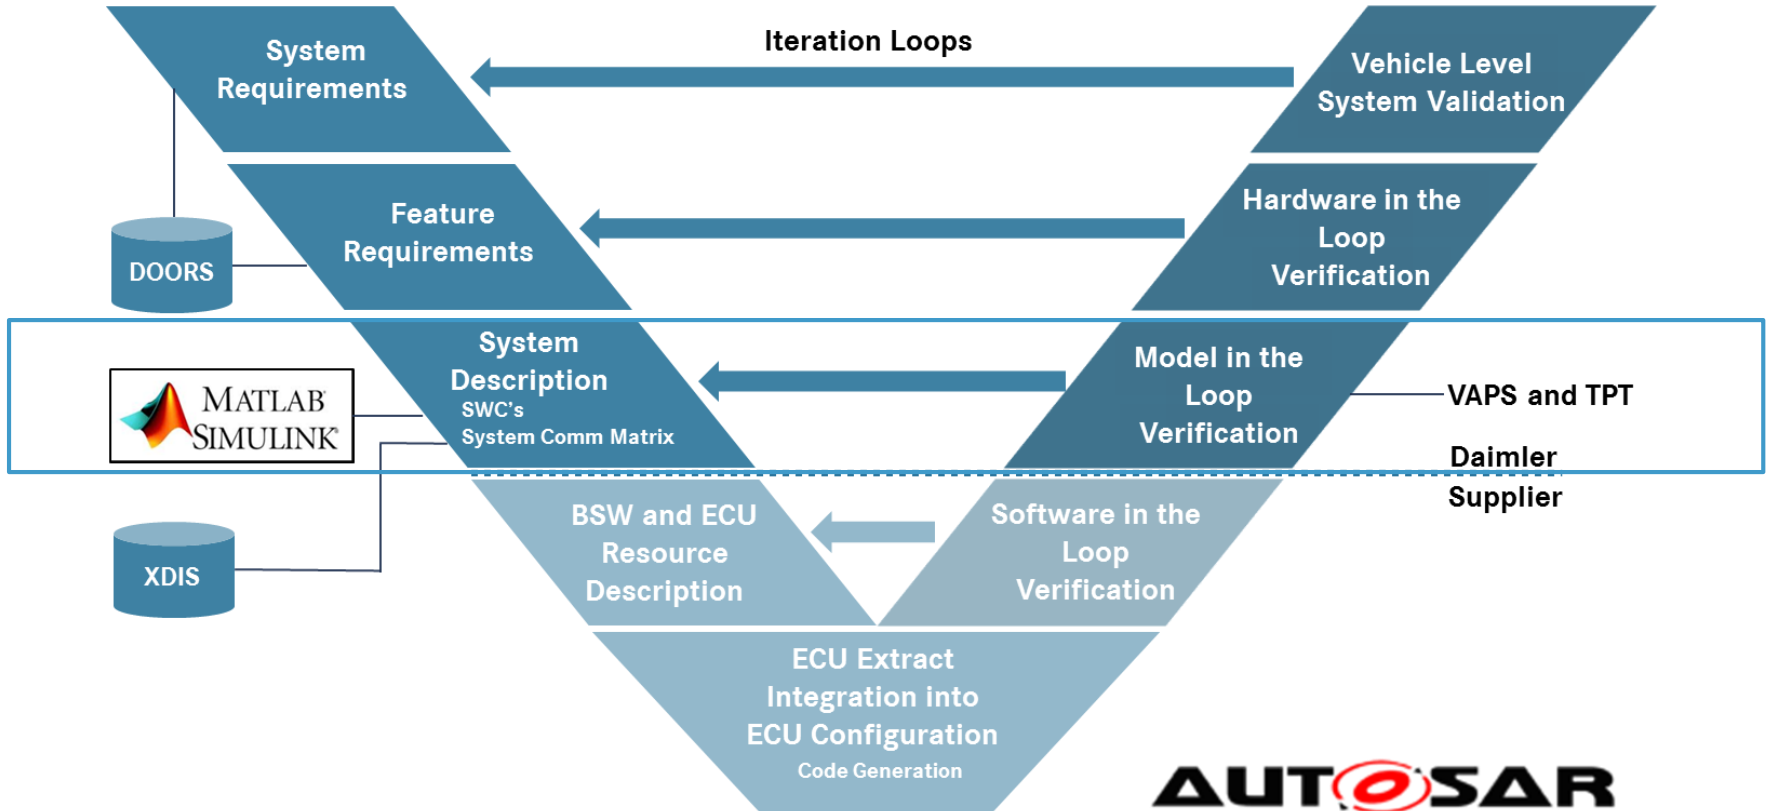 System
Requirements
Iteration Loops
Vehicle Level
System Validation
Feature
Requirements
Hardware in the
Loop
Verification
DOORS
System
Description
SWC's
System Comm Matrix
Model in the
Loop
Verification
MATLAB
SIMULINK®
VAPS and TPT
Daimler
Supplier
BSW and ECU
Resource
Description
Software in the
Loop
Verification
XDIS
ECU Extract
Integration into
ECU Configuration
Code Generation
AUTOSAR